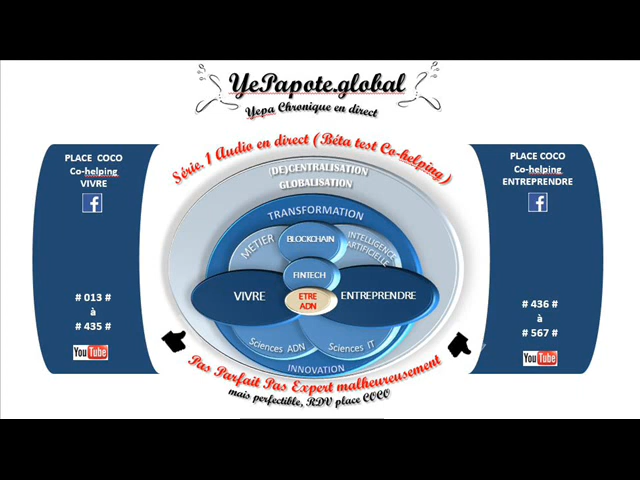 YePapote.global
Yepa Chronique en direct
Série, 1 Audio en direct (Béta test Co-helping)
PLACE COCO
Co-helping
VIVRE
f
# 013 #
à
# 435 #
YouTube
(DE)CENTRALISATION
GLOBALISATION
TRANSFORMATION
METIER
BLOCKCHAIN
INTELLIGENCE
ARTIFICIELLE
FINTECH
VIVRE
ETRE
ADN
ENTREPRENDRE
Sciences ADN
Sciences IT
INNOVATION
Pas Parfait Pas Expert malheureusement
mais perfectible, RDV place COCO
PLACE COCO
Co-helping
ENTREPRENDRE
f
# 436 #
à
# 567 #
YouTube